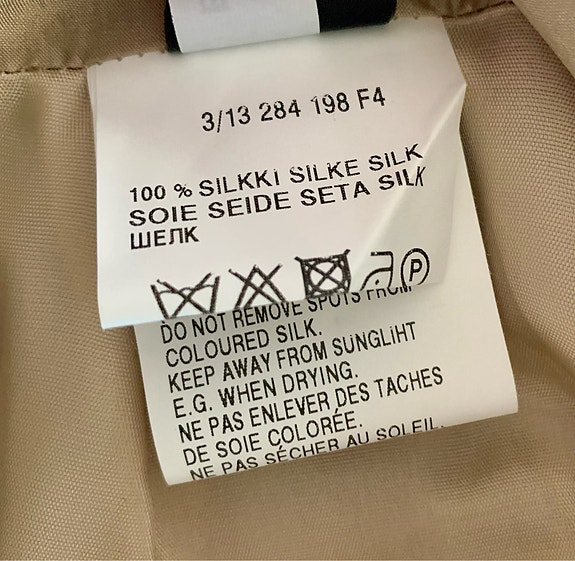 3/13 284 198 F4
100 % SILKKI SILKE SILK
SOIE SEIDE SETA SILK
ШЕЛК
P
DO NOT REMOVE SPOTS FROM
COLOURED SILK.
KEEP AWAY FROM SUNGLIHT
E.G. WHEN DRYING.
NE PAS ENLEVER DES TACHES
DE SOIE COLORÉE.
NE PAS SÉCHER AU SOLEIL.